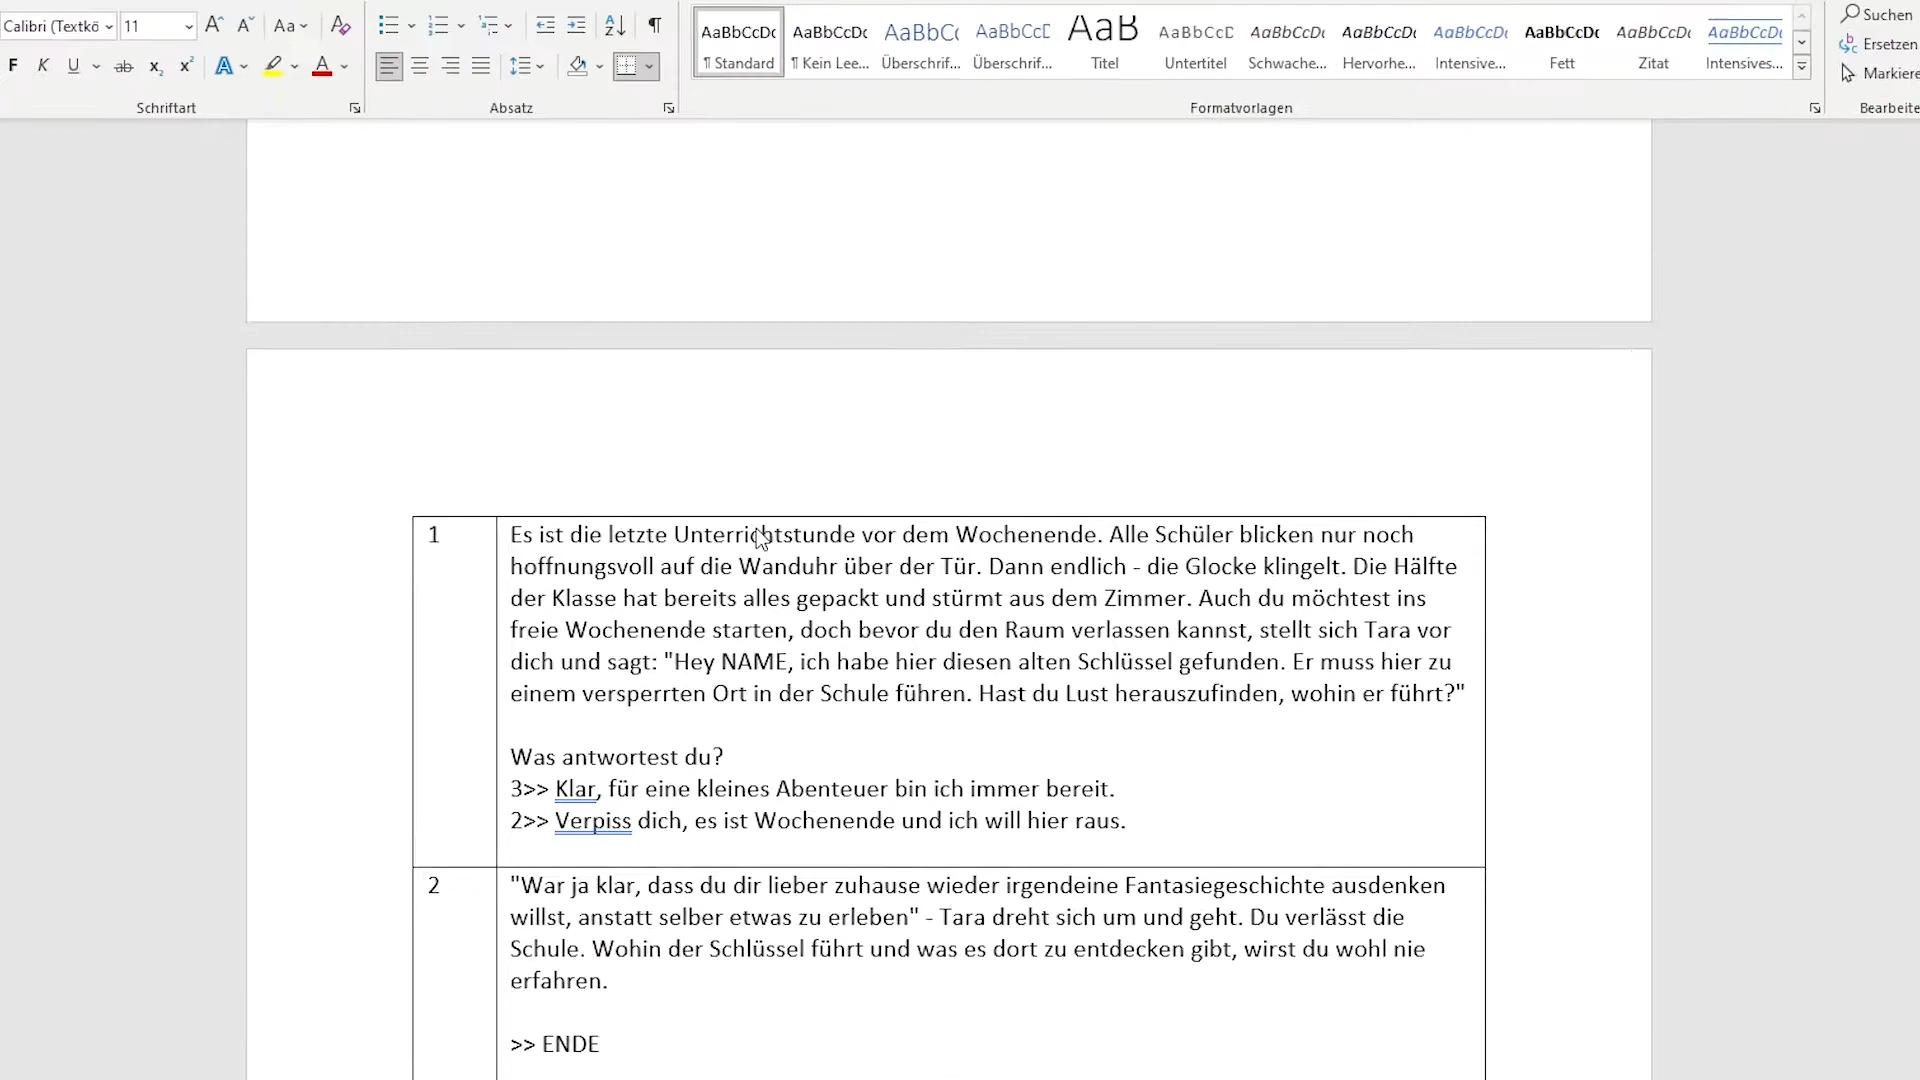 Calibri (Textkö 11 Aa
F K U ab x₂ x² A A
Schriftart
Absatz
AaBbCcDc AaBbCcDc AaBbC( AaBbCcE AaB AaBbCcD AaBbCcDc AaBbCcDc AaBbCcDc AaBbCcDc AaBbCcDc AaBbCcDc
¶ Standard ¶ Kein Lee... Überschrif... Überschrif... Titel Untertitel Schwache... Hervorhe... Intensive... Fett Zitat Intensives...
Formatvorlagen
Suchen
Ersetzen
Markiere
Bearbeite
1
Es ist die letzte Unterrichtstunde vor dem Wochenende. Alle Schüler blicken nur noch
hoffnungsvoll auf die Wanduhr über der Tür. Dann endlich - die Glocke klingelt. Die Hälfte
der Klasse hat bereits alles gepackt und stürmt aus dem Zimmer. Auch du möchtest ins
freie Wochenende starten, doch bevor du den Raum verlassen kannst, stellt sich Tara vor
dich und sagt: "Hey NAME, ich habe hier diesen alten Schlüssel gefunden. Er muss hier zu
einem versperrten Ort in der Schule führen. Hast du Lust herauszufinden, wohin er führt?"
Was antwortest du?
3>> Klar, für eine kleines Abenteuer bin ich immer bereit.
2>> Verpiss dich, es ist Wochenende und ich will hier raus.
2
"War ja klar, dass du dir lieber zuhause wieder irgendeine Fantasiegeschichte ausdenken
willst, anstatt selber etwas zu erleben" - Tara dreht sich um und geht. Du verlässt die
Schule. Wohin der Schlüssel führt und was es dort zu entdecken gibt, wirst du wohl nie
erfahren.
>> ENDE